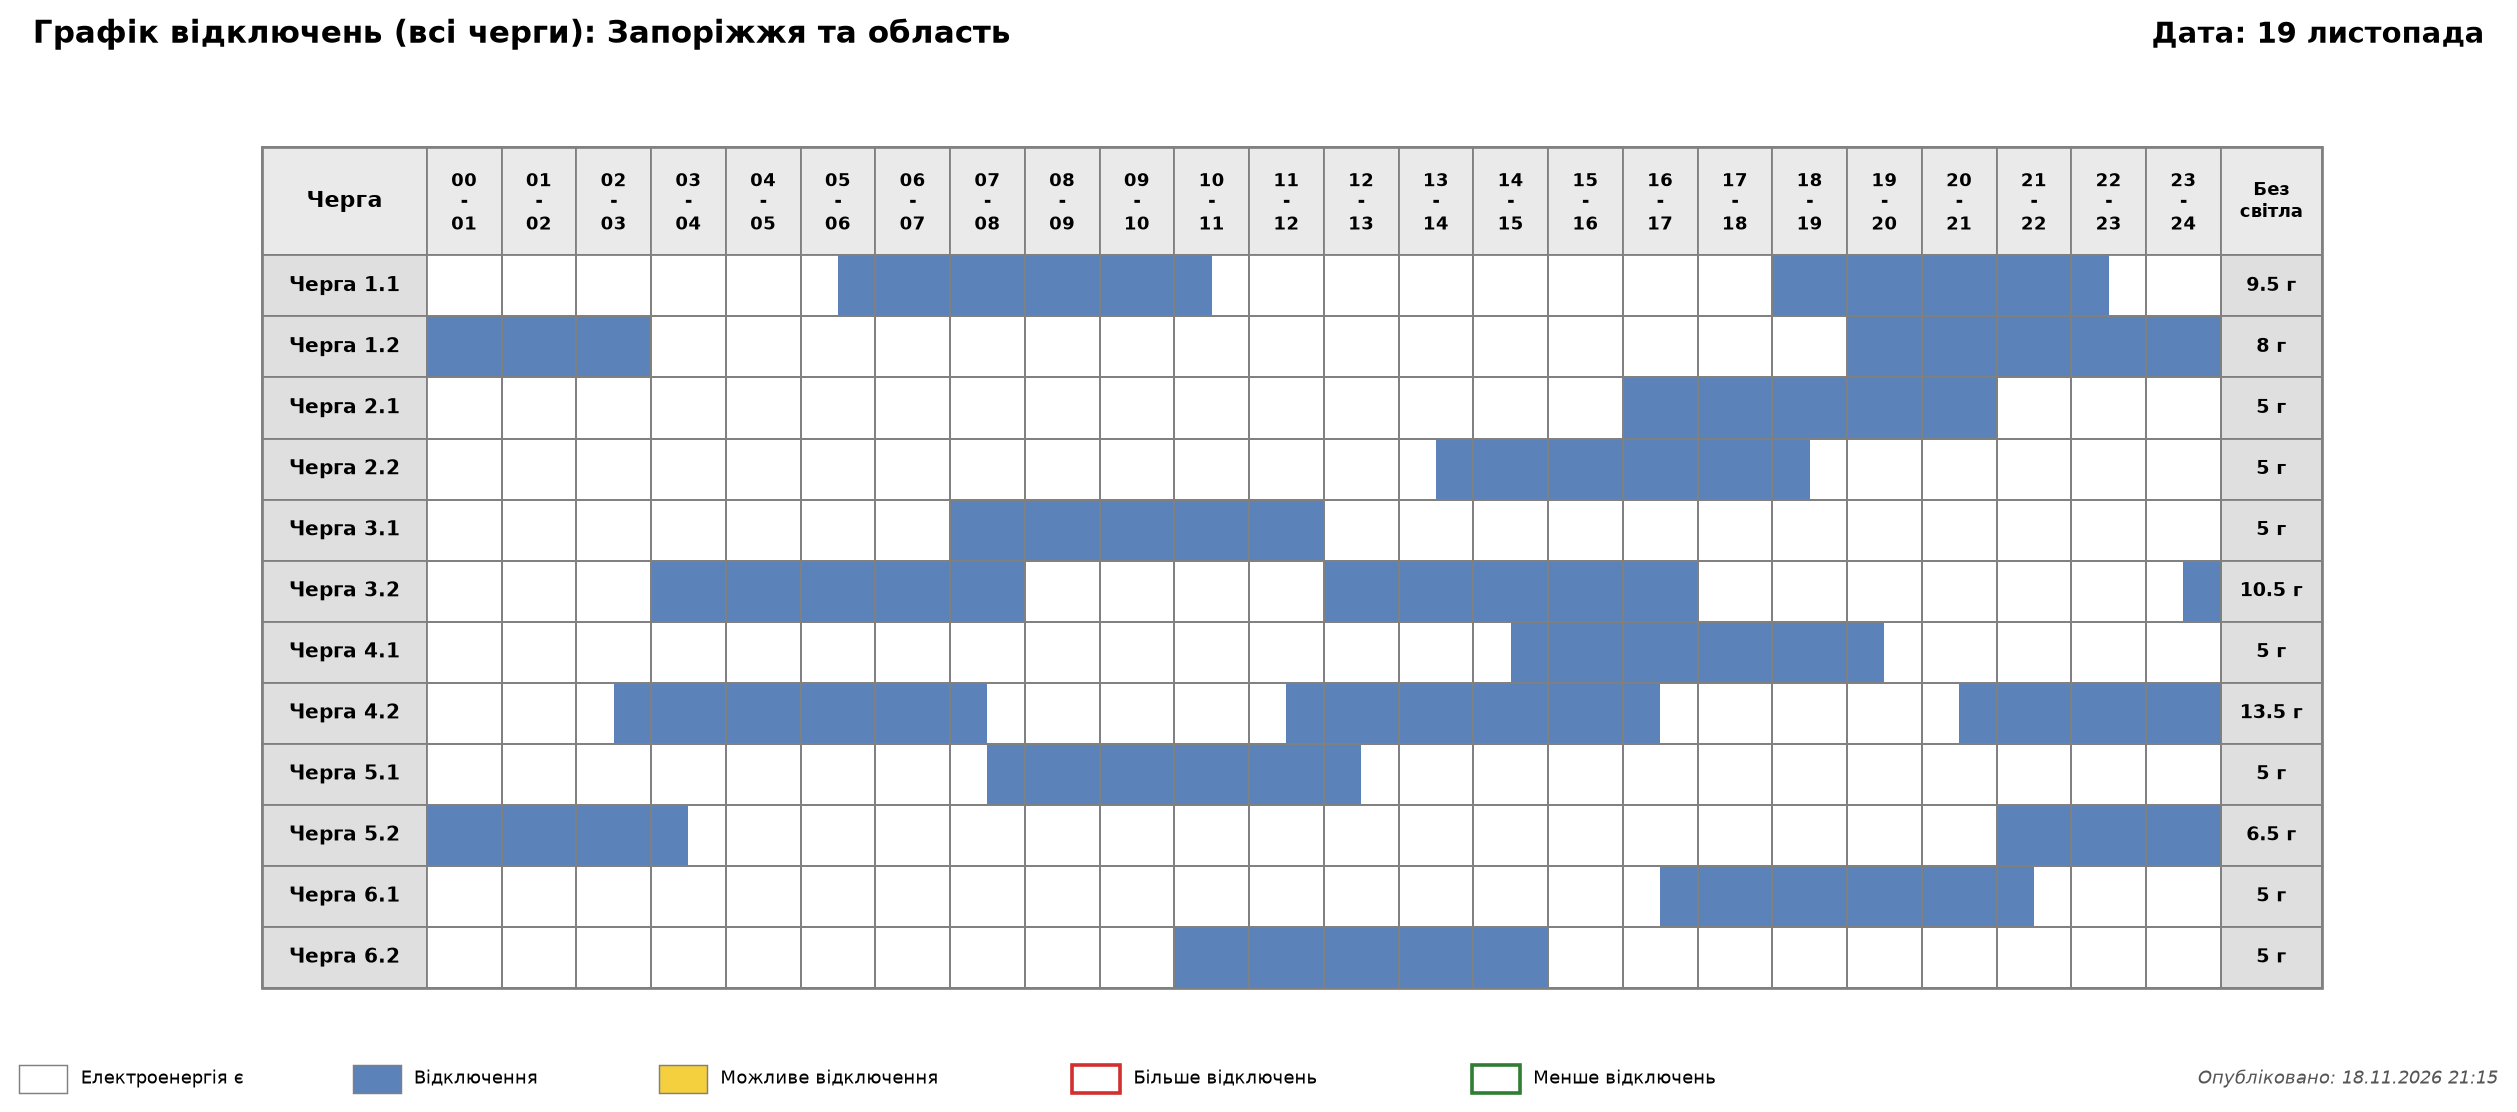 Графік відключень (всі черги): Запоріжжя та область
Дата: 19 листопада
Черга 00 - 01 01 - 02 02 - 03 03 - 04 04 - 05 05 - 06 06 - 07 07 - 08 08 - 09 09 - 10 10 - 11 11 - 12 12 - 13 13 - 14 14 - 15 15 - 16 16 - 17 17 - 18 18 - 19 19 - 20 20 - 21 21 - 22 22 - 23 23 - 24 Без світла
Черга 1.1 9.5 г
Черга 1.2 8 г
Черга 2.1 5 г
Черга 2.2 5 г
Черга 3.1 5 г
Черга 3.2 10.5 г
Черга 4.1 5 г
Черга 4.2 13.5 г
Черга 5.1 5 г
Черга 5.2 6.5 г
Черга 6.1 5 г
Черга 6.2 5 г
Електроенергія є
Відключення
Можливе відключення
Більше відключень
Менше відключень
Опубліковано: 18.11.2026 21:15